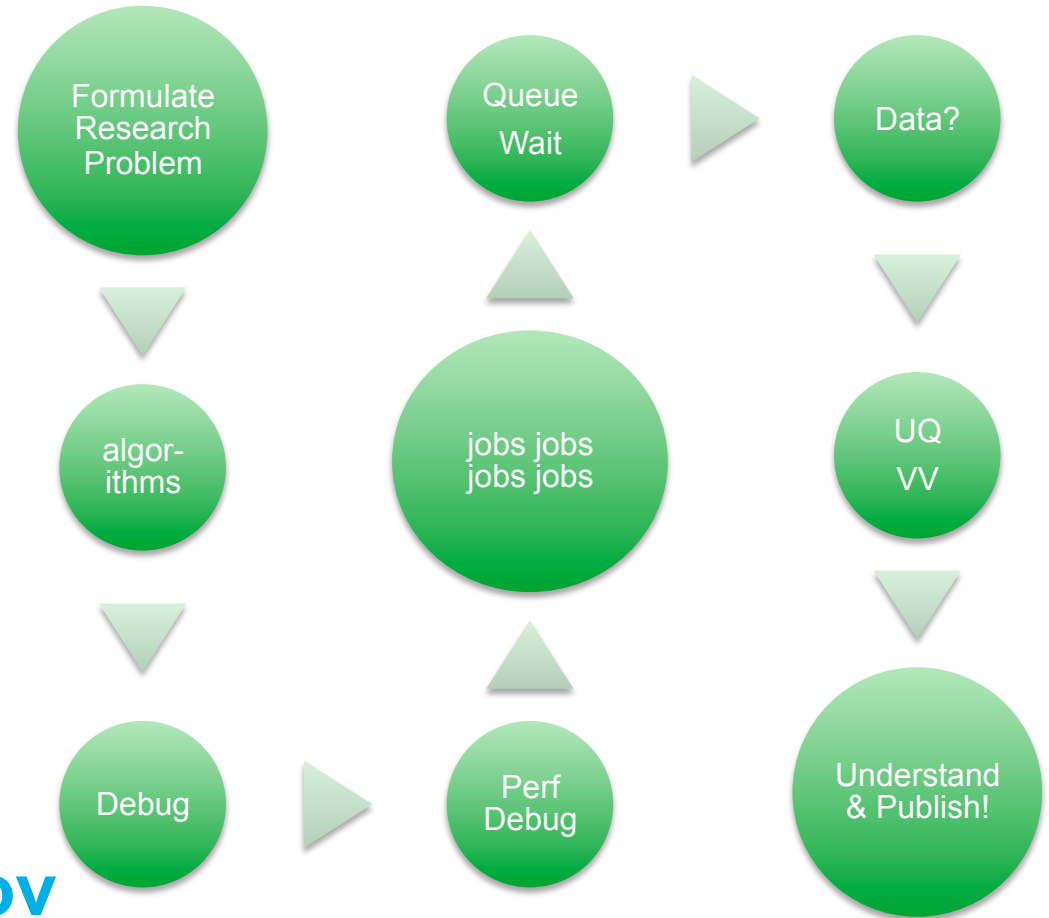 Formulate
Research
Problem
algor-
ithms
Debug
Perf
Debug
jobs jobs
jobs jobs
Queue
Wait
Data?
UQ
VV
Understand
& Publish!
ov